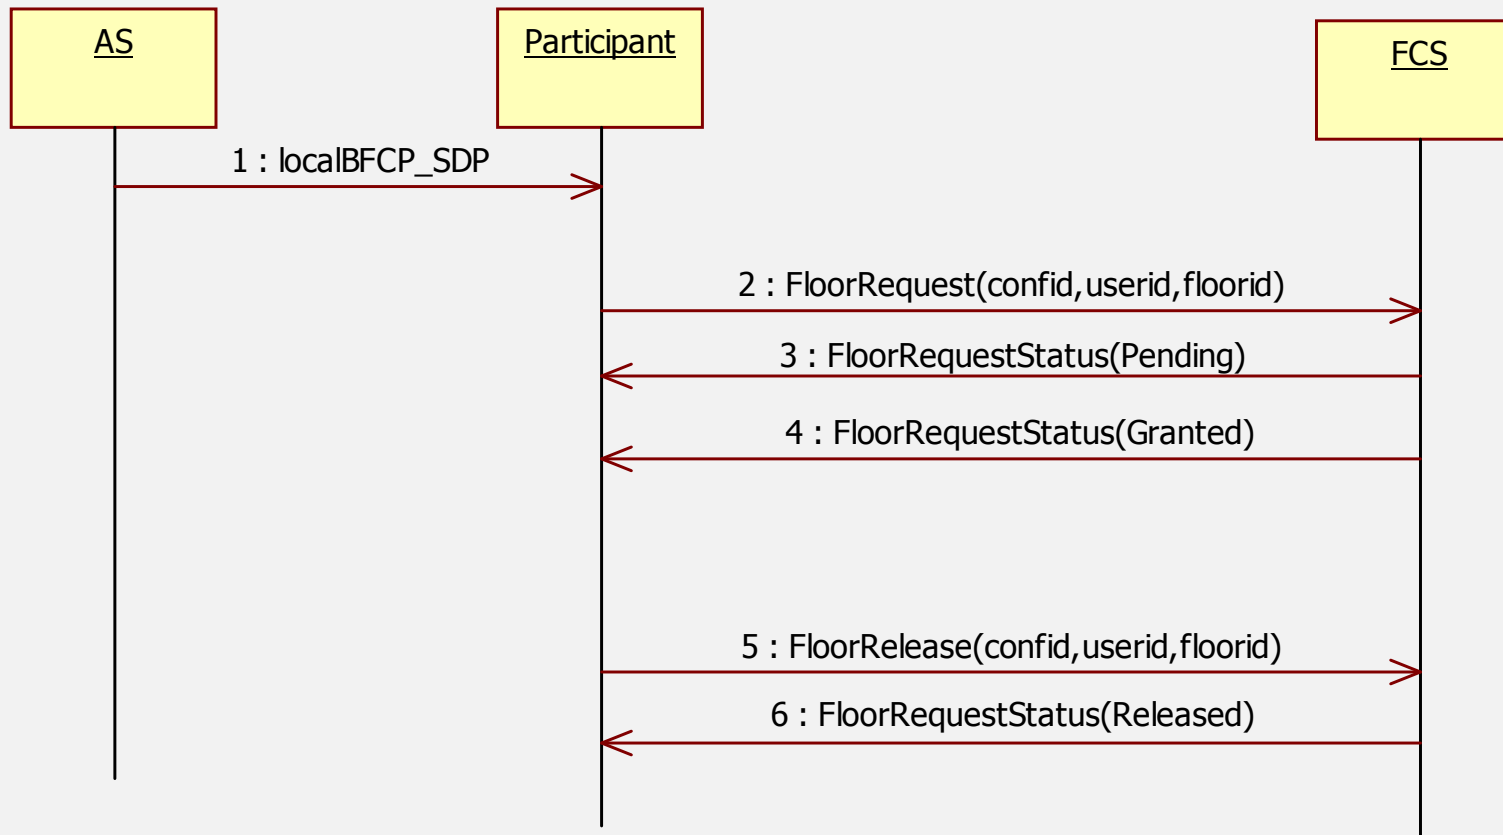 AS
Participant
FCS
1 : localBFCP_SDP
2 : FloorRequest(confid,userid,floorid)
3 : FloorRequestStatus(Pending)
4 : FloorRequestStatus(Granted)
5 : FloorRelease(confid,userid,floorid)
6 : FloorRequestStatus(Released)